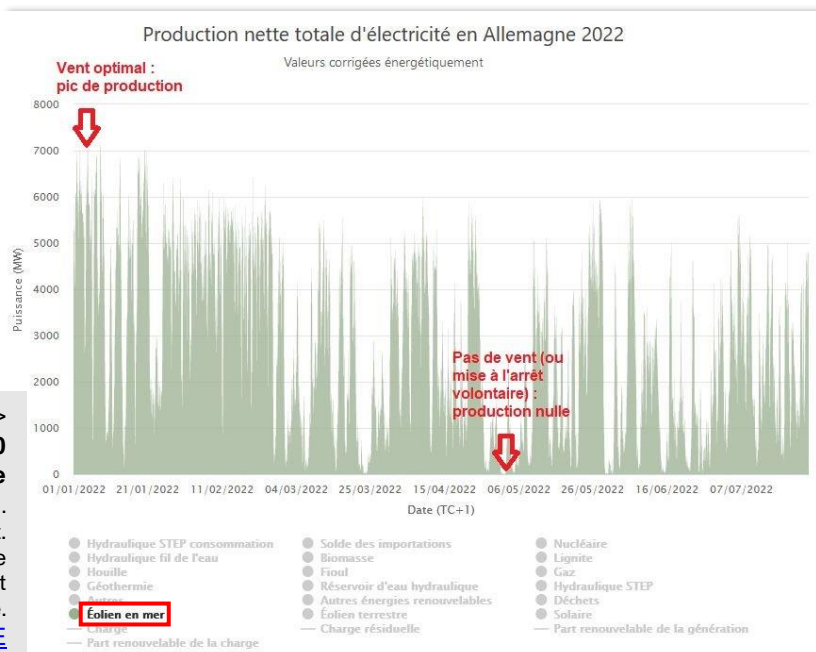 Production nette totale d'électricité en Allemagne 2022
Valeurs corrigées énergétiquement
Vent optimal :
pic de production
8000
7000
6000
5000
4000
3000
2000
1000
0
Puissance (MW)
Pas de vent (ou
mise à l'arrêt
volontaire) :
production nulle
01/01/2022 21/01/2022 11/02/2022 04/03/2022 25/03/2022 15/04/2022 06/05/2022 26/05/2022 16/06/2022 07/07/2022
Date (TC+1)
Hydraulique STEP consommation Solde des importations Nucléaire
Hydraulique fil de l'eau Biomasse Lignite
Houille Fioul Gaz
Géothermie Réservoir d'eau hydraulique Hydraulique STEP
Autres Autres énergies renouvelables Déchets
Éolien en mer Éolien terrestre Solaire
Charge Charge résiduelle Part renouvelable de la génération
Part renouvelable de la charge
>
0
e
.
t.
e
t
.
E